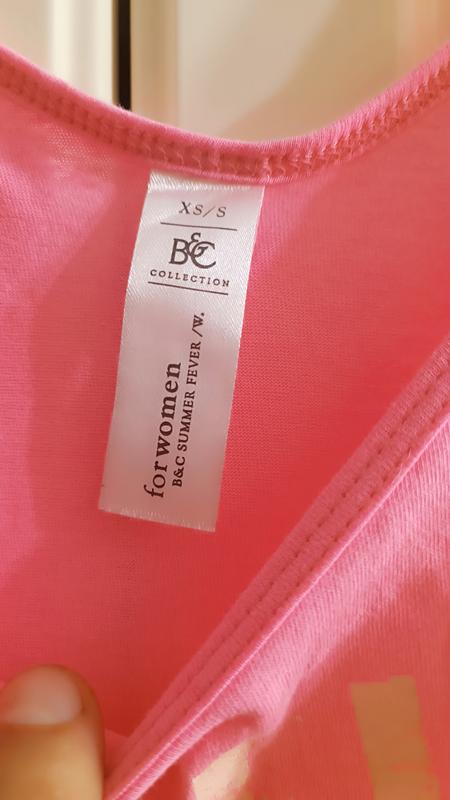 XS/S
B&C
COLLECTION
for women
B&C SUMMER FEVER /W.